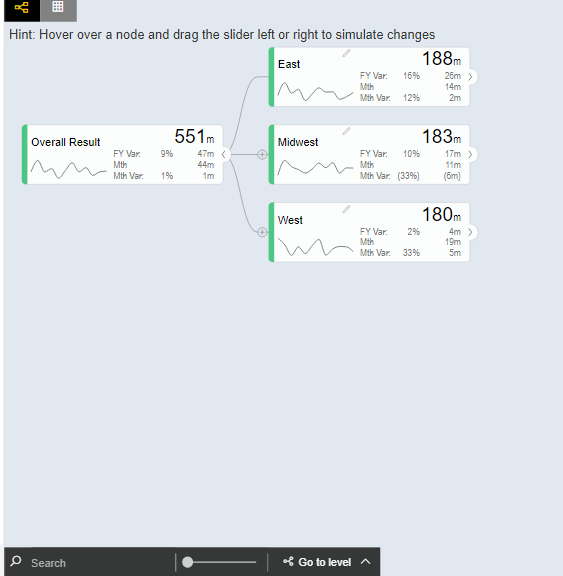 Hint: Hover over a node and drag the slider left or right to simulate changes
East
188m
FY Var. 16% 26m
Mth 14m
Mth Var. 12% 2m
Overall Result
551m
FY Var. 9% 47m
Mth 44m
Mth Var. 1% 1m
Midwest
183m
FY Var. 10% 17m
Mth 11m
Mth Var. (33%) (6m)
West
180m
FY Var. 2% 4m
Mth 19m
Mth Var. 33% 5m
Search
Go to level